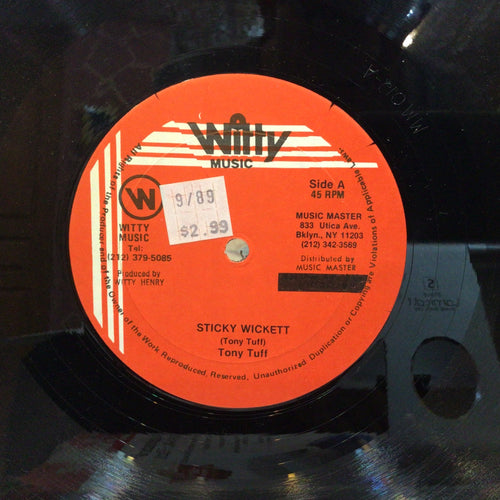 Witty
MUSIC
W
WITTY
MUSIC
Tel:
(212) 379-5085
Produced by
WITTY HENRY
9/89
$2.99
Side A
45 RPM
MUSIC MASTER
833 Utica Ave.
Bklyn., NY 11203
(212) 342-3569
Distributed by
MUSIC MASTER
STICKY WICKETT
(Tony Tuff)
Tony Tuff
All Rights of the Producer and of the Owner of the Work Reproduced Reserved, Unauthorized Duplication or Copying are Violations of Applicable Laws.